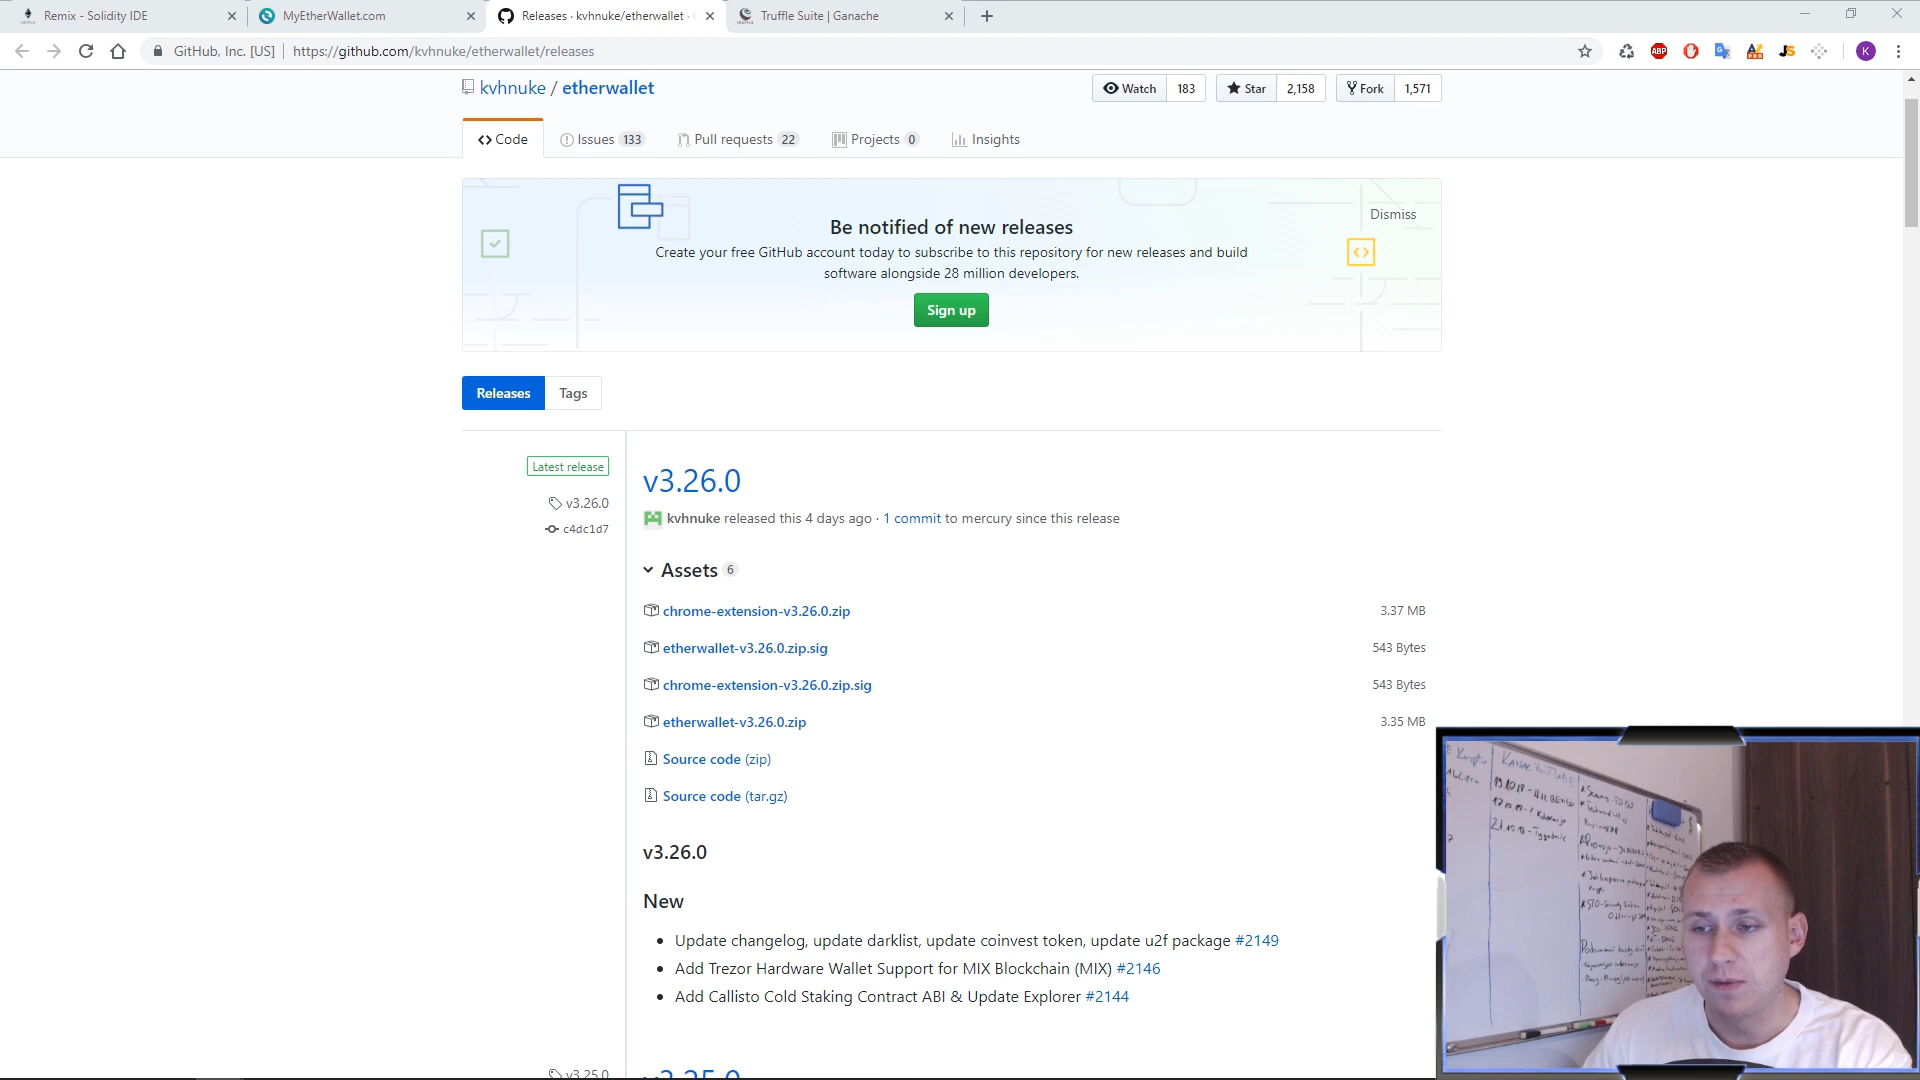 Remix - Solidity IDE
MyEtherWallet.com
Releases · kvhnuke/etherwallet ·
Truffle Suite | Ganache
GitHub, Inc. [US] | https://github.com/kvhnuke/etherwallet/releases
ABP
JS
K
kvhnuke / etherwallet
Watch 183
Star 2,158
Fork 1,571
Code
Issues 133
Pull requests 22
Projects 0
Insights
Be notified of new releases
Dismiss
Create your free GitHub account today to subscribe to this repository for new releases and build
software alongside 28 million developers.
Sign up
Releases
Tags
Latest release
v3.26.0
c4dc1d7
v3.26.0
kvhnuke released this 4 days ago · 1 commit to mercury since this release
Assets 6
chrome-extension-v3.26.0.zip 3.37 MB
etherwallet-v3.26.0.zip.sig 543 Bytes
chrome-extension-v3.26.0.zip.sig 543 Bytes
etherwallet-v3.26.0.zip 3.35 MB
Source code (zip)
Source code (tar.gz)
v3.26.0
New
Update changelog, update darklist, update coinvest token, update u2f package #2149
Add Trezor Hardware Wallet Support for MIX Blockchain (MIX) #2146
Add Callisto Cold Staking Contract ABI & Update Explorer #2144
v3.25.0
v3.25.0